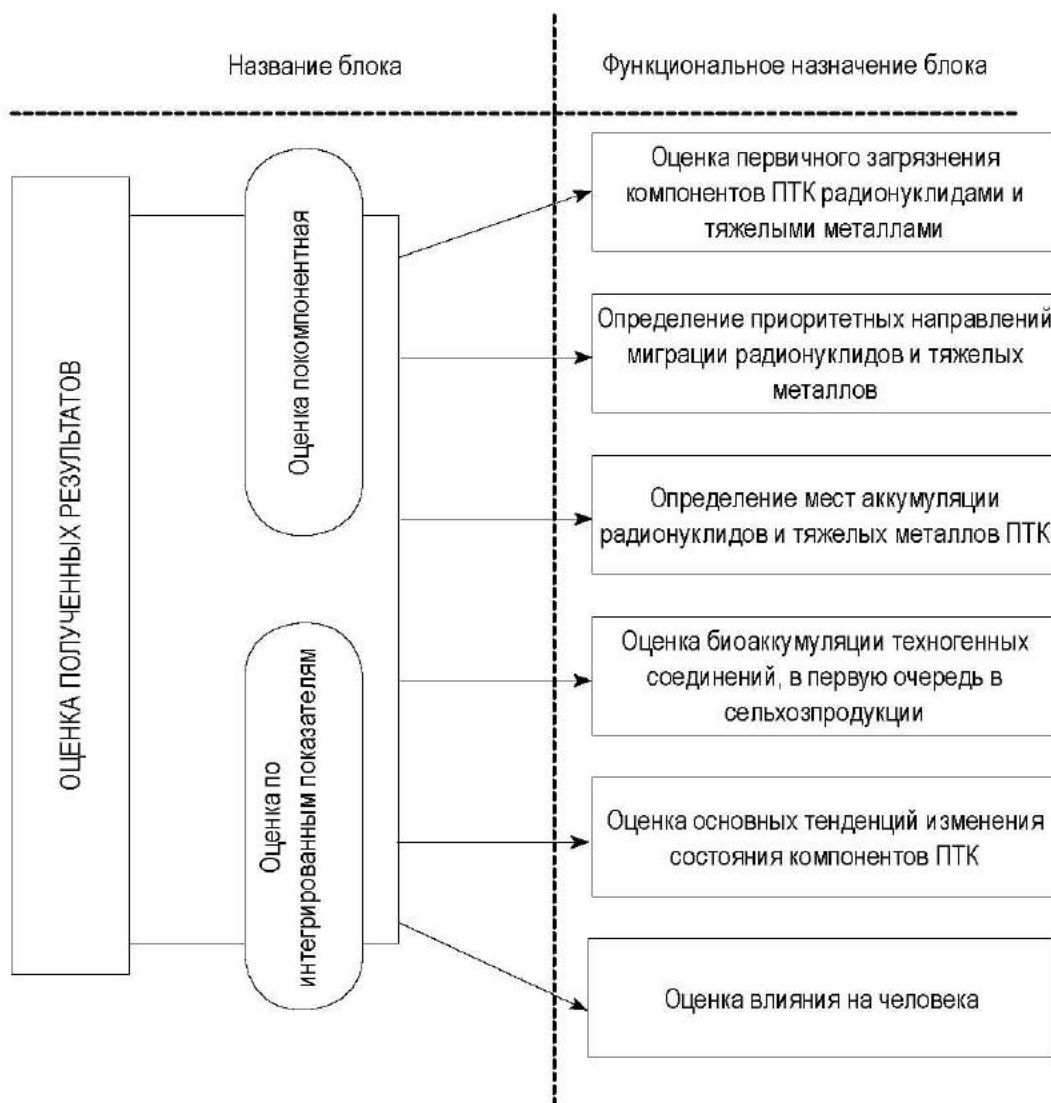 Название блока
Функциональное назначение блока
ОЦЕНКА ПОЛУЧЕННЫХ РЕЗУЛЬТАТОВ
Оценка покомпонентная
Оценка по
интегрированным показателям
Оценка первичного загрязнения
компонентов ПТК радионуклидами и
тяжелыми металлами
Определение приоритетных направлений
миграции радионуклидов и тяжелых
металлов
Определение мест аккумуляции
радионуклидов и тяжелых металлов ПТК
Оценка биоаккумуляции техногенных
соединений, в первую очередь в
сельхозпродукции
Оценка основных тенденций изменения
состояния компонентов ПТК
Оценка влияния на человека